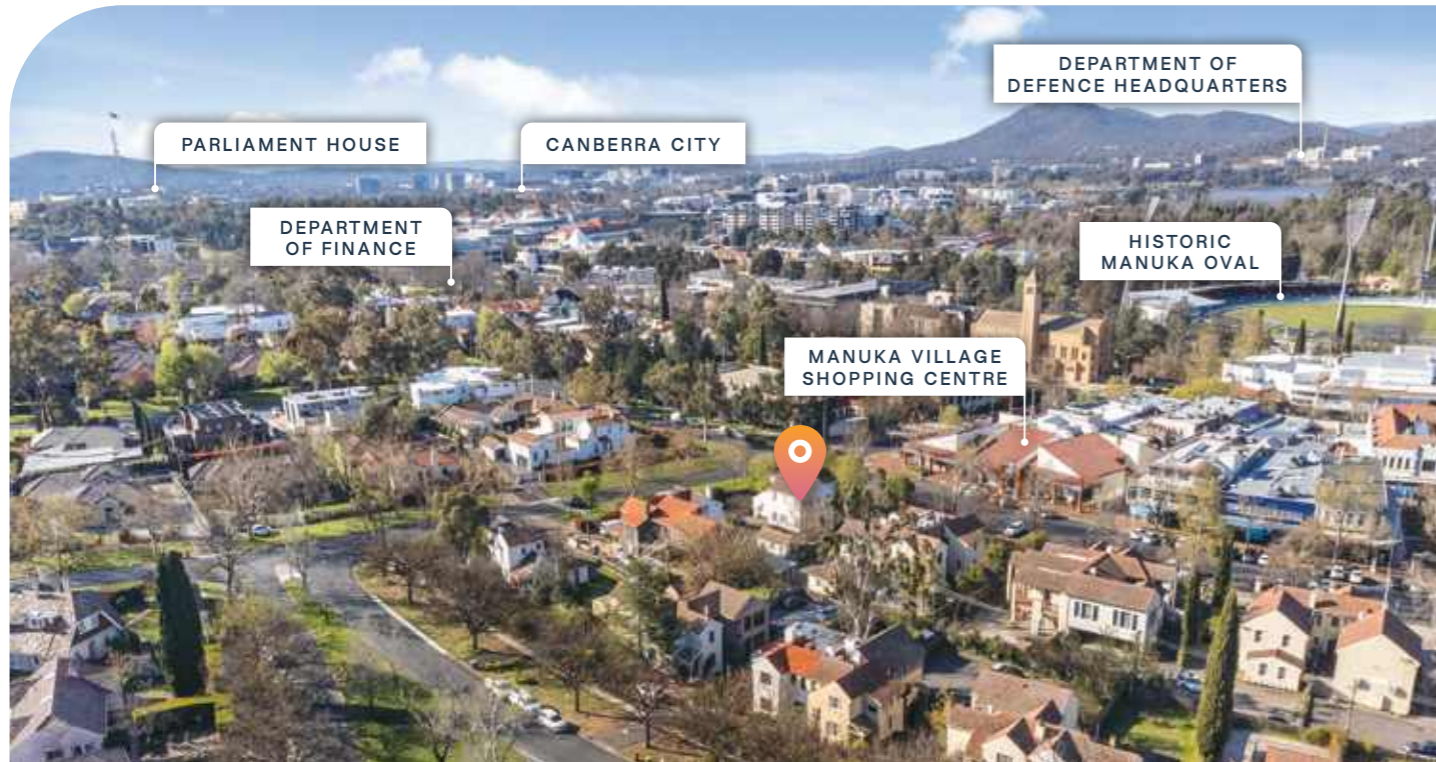 DEPARTMENT OF
DEFENCE HEADQUARTERS
PARLIAMENT HOUSE
CANBERRA CITY
DEPARTMENT
OF FINANCE
HISTORIC
MANUKA OVAL
MANUKA VILLAGE
SHOPPING CENTRE